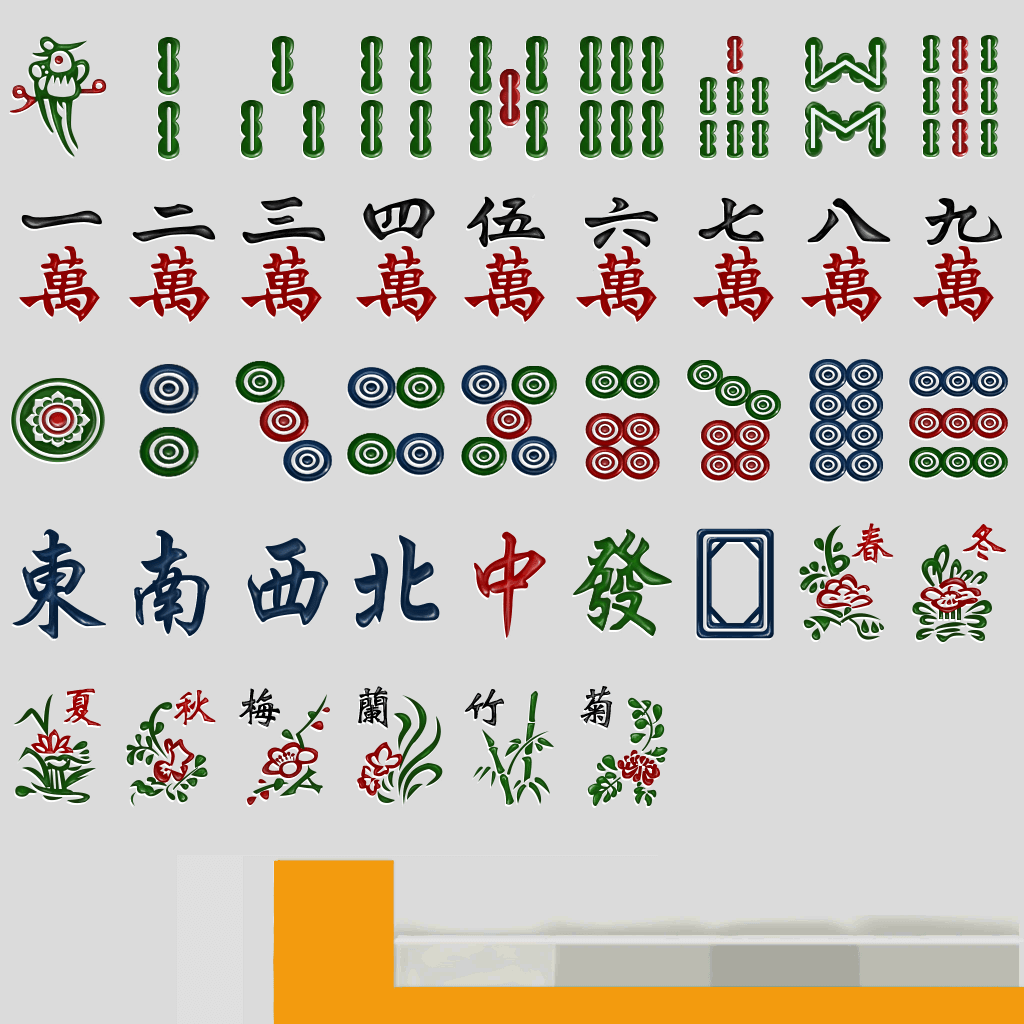 一 二 三 四 伍 六 七 八 九
萬 萬 萬 萬 萬 萬 萬 萬 萬
東 南 西 北 中 發 春 冬
夏 秋 梅 蘭 竹 菊